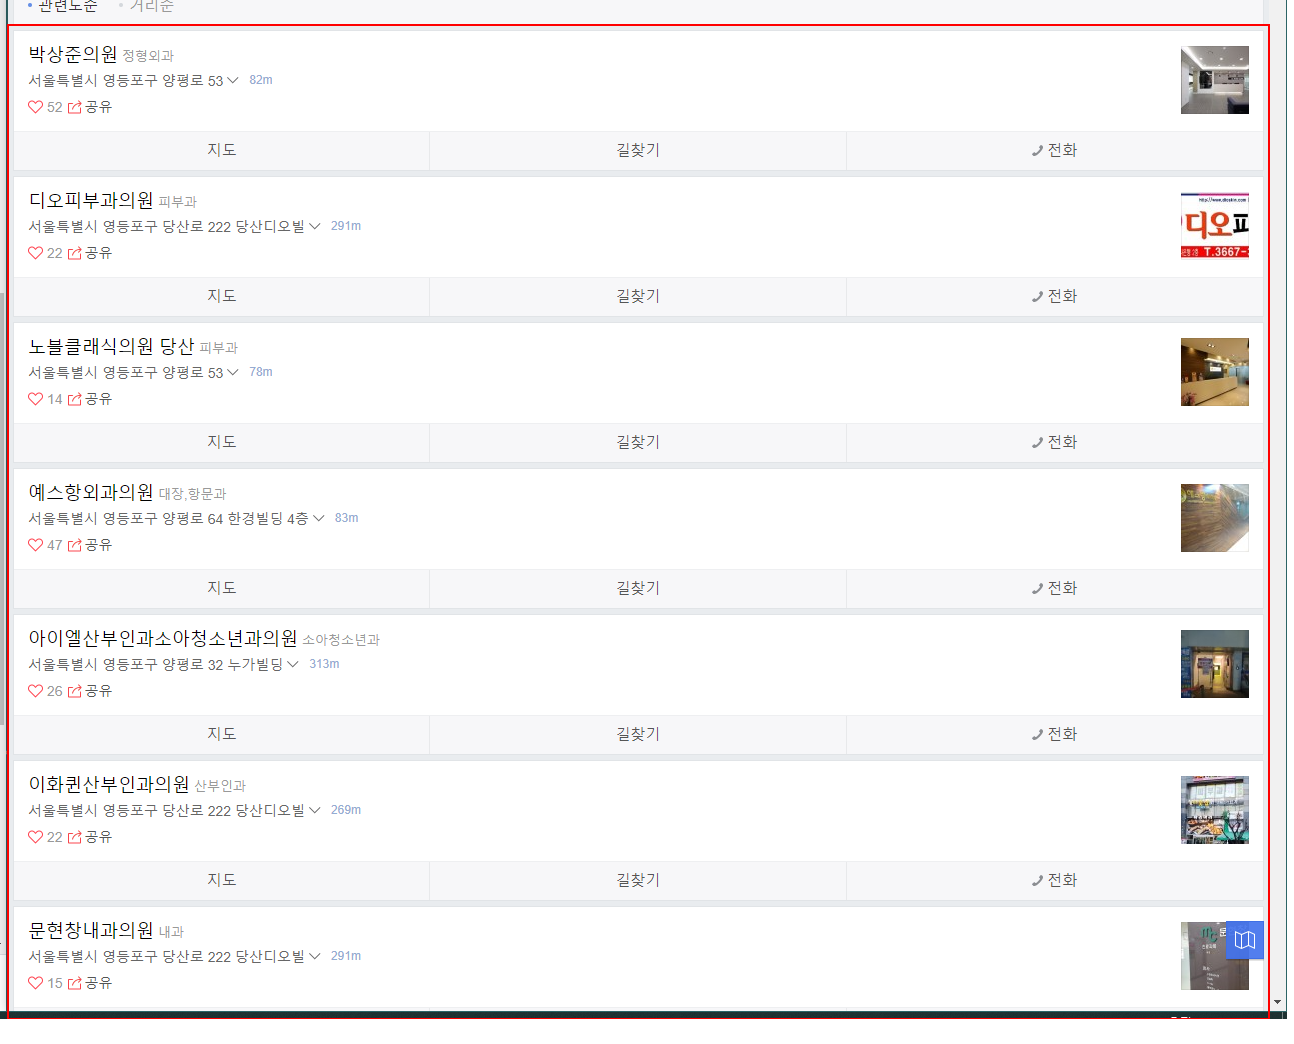 관련도순 거리순
박상준의원 정형외과
서울특별시 영등포구 양평로 53 82m
52 공유
지도 길찾기 전화
디오피부과의원 피부과
서울특별시 영등포구 당산로 222 당산디오빌 291m
22 공유
http://www.dioskin.com
디오피
T.3667-
지도 길찾기 전화
노블클래식의원 당산 피부과
서울특별시 영등포구 양평로 53 78m
14 공유
지도 길찾기 전화
예스항외과의원 대장,항문과
서울특별시 영등포구 양평로 64 한경빌딩 4층 83m
47 공유
지도 길찾기 전화
아이엘산부인과소아청소년과의원 소아청소년과
서울특별시 영등포구 양평로 32 누가빌딩 313m
26 공유
지도 길찾기 전화
이화퀸산부인과의원 산부인과
서울특별시 영등포구 당산로 222 당산디오빌 269m
22 공유
지도 길찾기 전화
문현창내과의원 내과
서울특별시 영등포구 당산로 222 당산디오빌 291m
15 공유